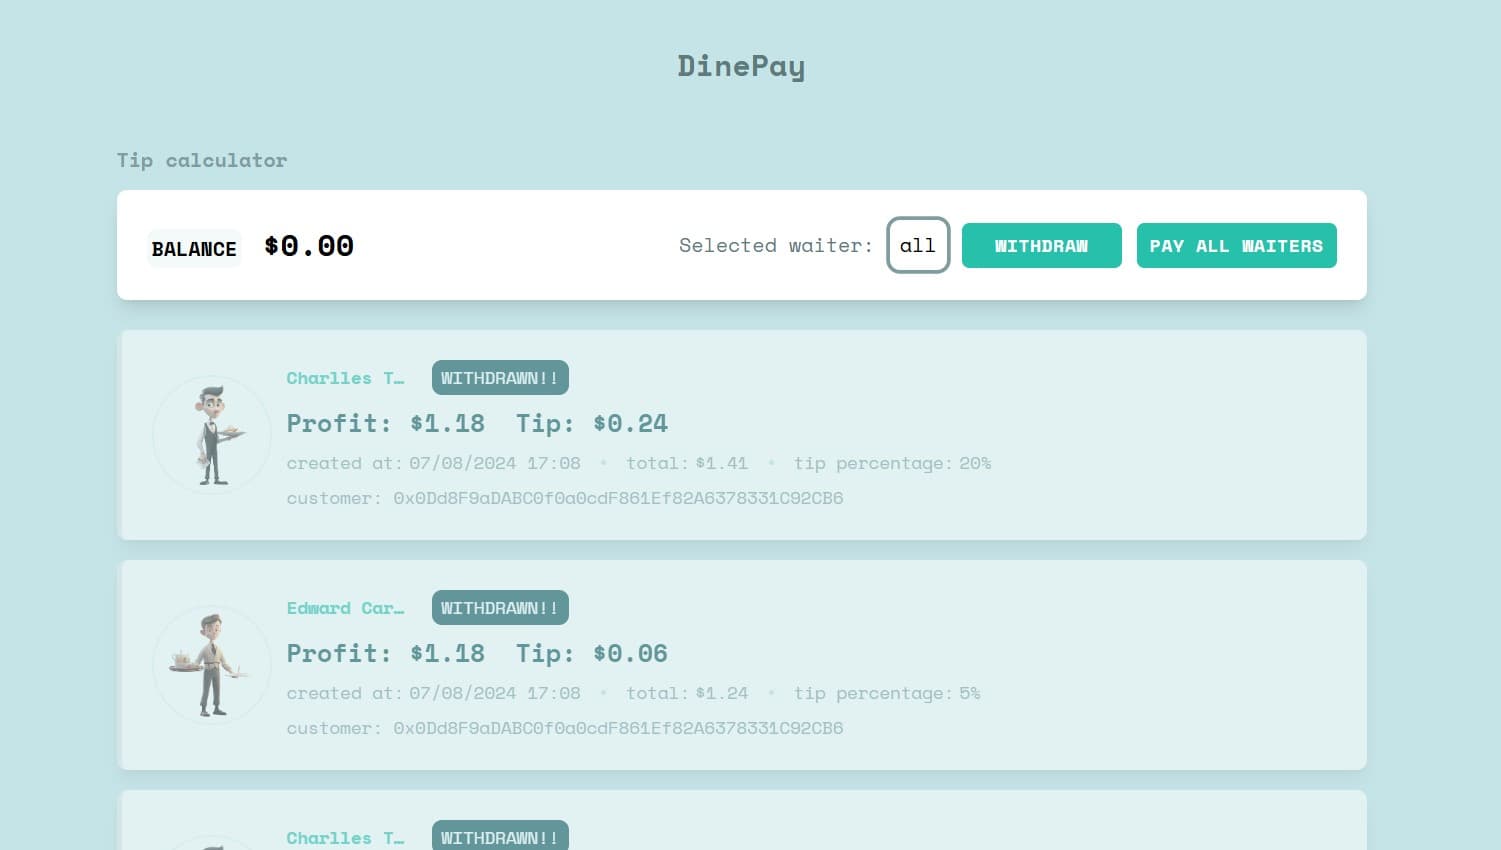 DinePay
Tip calculator
BALANCE $0.00 Selected waiter: all WITHDRAW PAY ALL WAITERS
Charlles T… WITHDRAWN!!
Profit: $1.18 Tip: $0.24
created at: 07/08/2024 17:08 • total: $1.41 • tip percentage: 20%
customer: 0x0Dd8F9aDABC0f0a0cdF861Ef82A6378331C92CB6
Edward Car… WITHDRAWN!!
Profit: $1.18 Tip: $0.06
created at: 07/08/2024 17:08 • total: $1.24 • tip percentage: 5%
customer: 0x0Dd8F9aDABC0f0a0cdF861Ef82A6378331C92CB6
Charlles T… WITHDRAWN!!